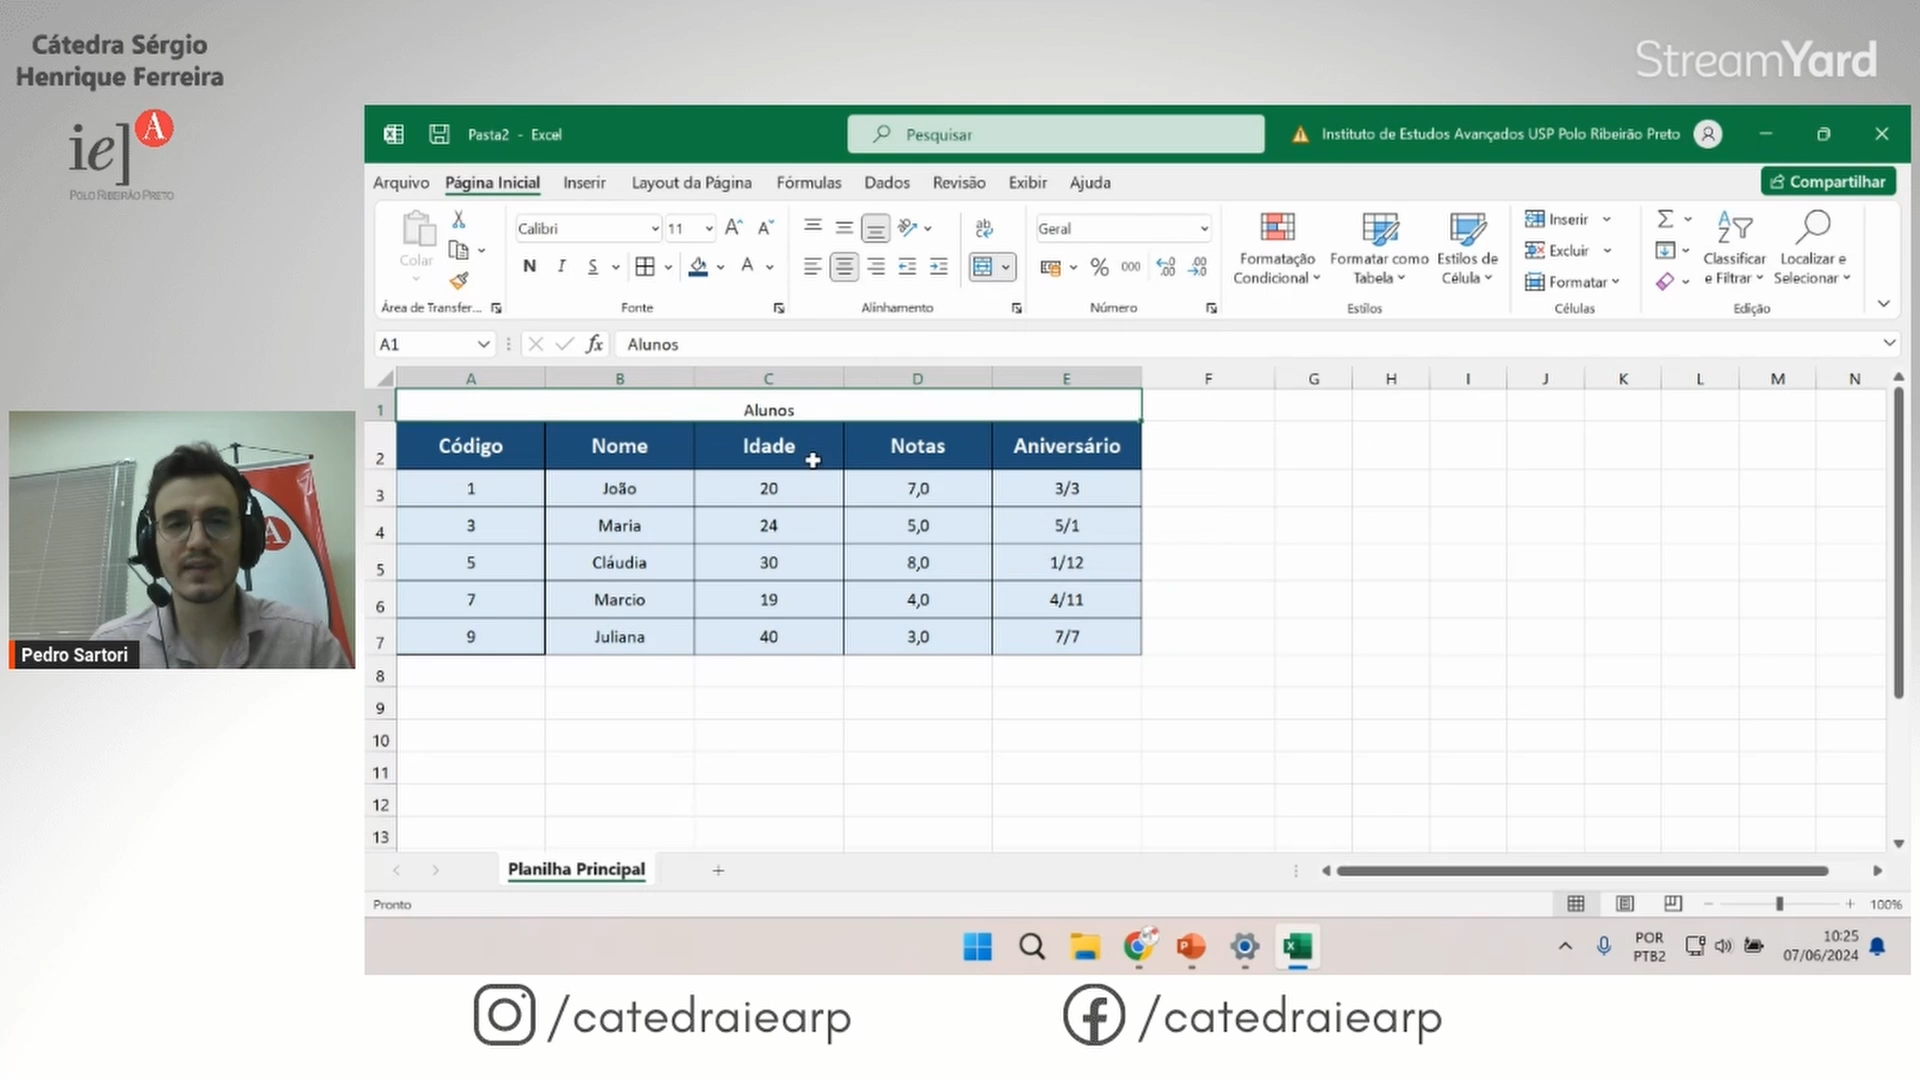 Cátedra Sérgio
Henrique Ferreira
iea
POLO RIBEIRÃO PRETO
StreamYard
Pasta2 - Excel
Pesquisar
Instituto de Estudos Avançados USP Polo Ribeirão Preto
Arquivo Página Inicial Inserir Layout da Página Fórmulas Dados Revisão Exibir Ajuda
Compartilhar
Colar
Calibri 11
N I S A
ab
Geral
% 000
Formatação Condicional
Formatar como Tabela
Estilos de Célula
Inserir
Excluir
Formatar
Classificar e Filtrar
Localizar e Selecionar
Área de Transfer... Fonte Alinhamento Número Estilos Células Edição
A1 fx Alunos
A B C D E F G H I J K L M N
1 Alunos
2 Código Nome Idade Notas Aniversário
3 1 João 20 7,0 3/3
4 3 Maria 24 5,0 5/1
5 5 Cláudia 30 8,0 1/12
6 7 Marcio 19 4,0 4/11
7 9 Juliana 40 3,0 7/7
8
9
10
11
12
13
Pedro Sartori
Planilha Principal
Pronto
100%
POR
PTB2
10:25
07/06/2024
/catedraiearp
/catedraiearp